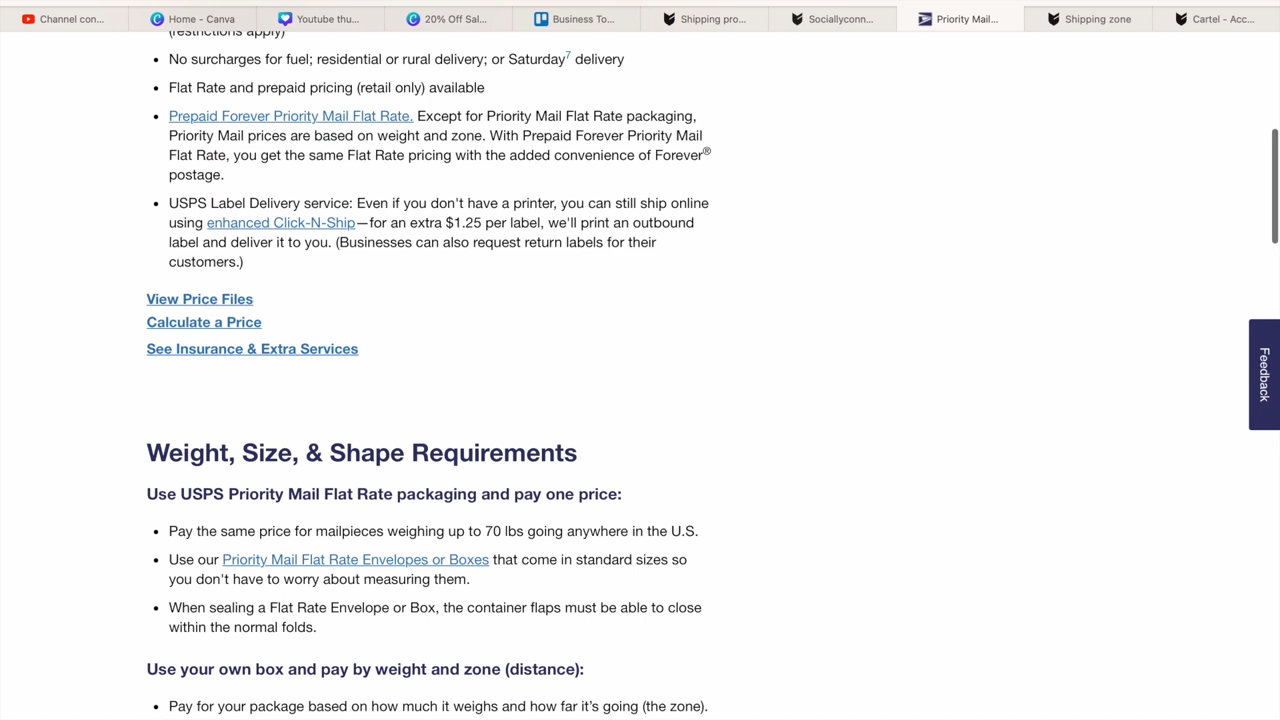 Channel con...
Home - Canva
Youtube thu...
20% Off Sal...
Business To...
Shipping pro...
Sociallyconn...
Priority Mail...
Shipping zone
Cartel - Acc...
(restrictions apply)
• No surcharges for fuel; residential or rural delivery; or Saturday7 delivery
• Flat Rate and prepaid pricing (retail only) available
• Prepaid Forever Priority Mail Flat Rate. Except for Priority Mail Flat Rate packaging,
Priority Mail prices are based on weight and zone. With Prepaid Forever Priority Mail
Flat Rate, you get the same Flat Rate pricing with the added convenience of Forever®
postage.
• USPS Label Delivery service: Even if you don't have a printer, you can still ship online
using enhanced Click-N-Ship—for an extra $1.25 per label, we'll print an outbound
label and deliver it to you. (Businesses can also request return labels for their
customers.)
View Price Files
Calculate a Price
See Insurance & Extra Services
Feedback
Weight, Size, & Shape Requirements
Use USPS Priority Mail Flat Rate packaging and pay one price:
• Pay the same price for mailpieces weighing up to 70 lbs going anywhere in the U.S.
• Use our Priority Mail Flat Rate Envelopes or Boxes that come in standard sizes so
you don't have to worry about measuring them.
• When sealing a Flat Rate Envelope or Box, the container flaps must be able to close
within the normal folds.
Use your own box and pay by weight and zone (distance):
• Pay for your package based on how much it weighs and how far it's going (the zone).